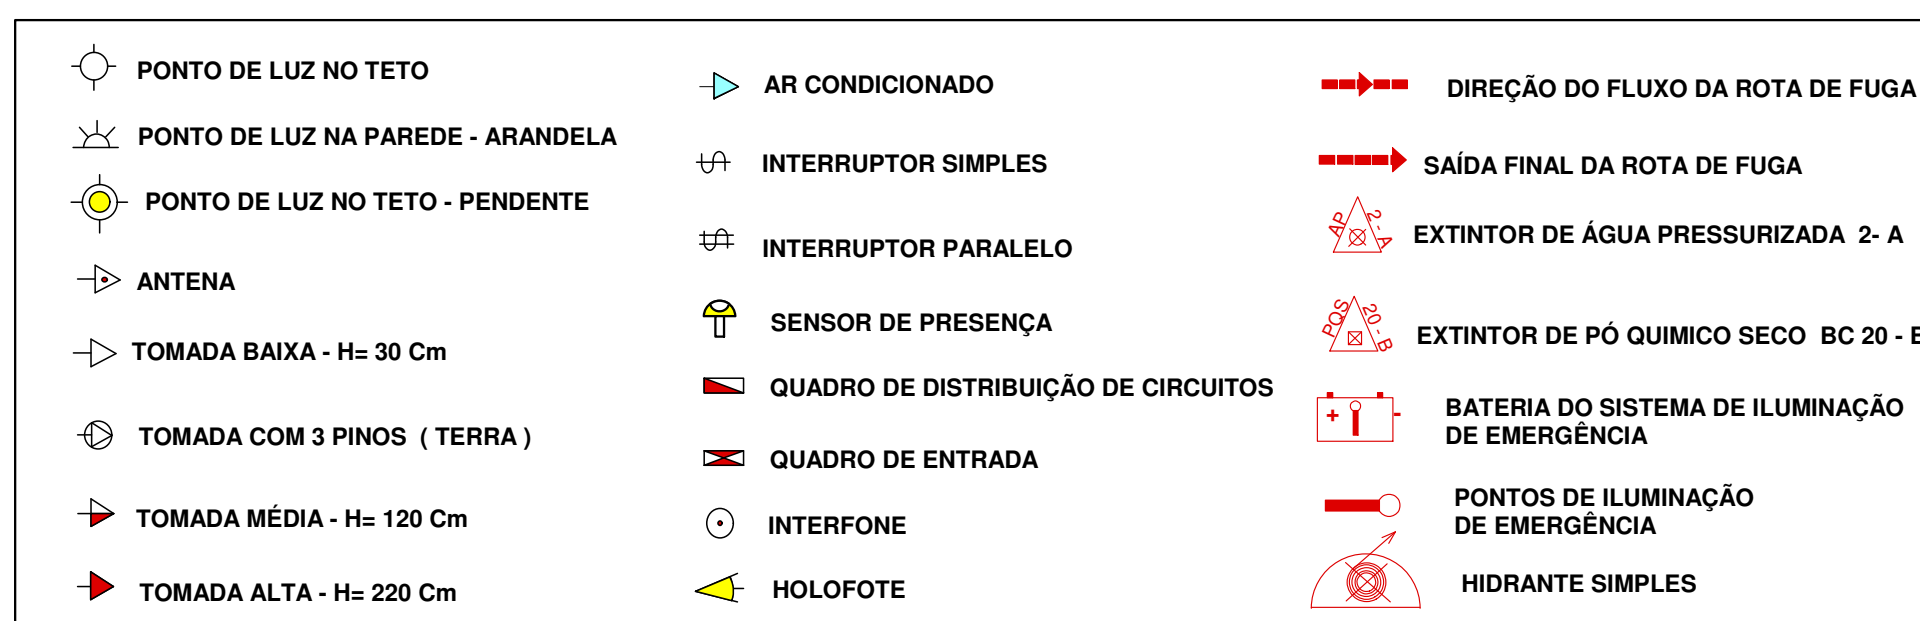 PONTO DE LUZ NO TETO
PONTO DE LUZ NA PAREDE - ARANDELA
PONTO DE LUZ NO TETO - PENDENTE
ANTENA
TOMADA BAIXA - H= 30 Cm
TOMADA COM 3 PINOS ( TERRA )
TOMADA MÉDIA - H= 120 Cm
TOMADA ALTA - H= 220 Cm
AR CONDICIONADO
INTERRUPTOR SIMPLES
INTERRUPTOR PARALELO
SENSOR DE PRESENÇA
QUADRO DE DISTRIBUIÇÃO DE CIRCUITOS
QUADRO DE ENTRADA
INTERFONE
HOLOFOTE
DIREÇÃO DO FLUXO DA ROTA DE FUGA
SAÍDA FINAL DA ROTA DE FUGA
AP 2 - A
EXTINTOR DE ÁGUA PRESSURIZADA 2- A
PQS 20 - B
EXTINTOR DE PÓ QUIMICO SECO BC 20 -
+ -
BATERIA DO SISTEMA DE ILUMINAÇÃO
DE EMERGÊNCIA
PONTOS DE ILUMINAÇÃO
DE EMERGÊNCIA
HIDRANTE SIMPLES